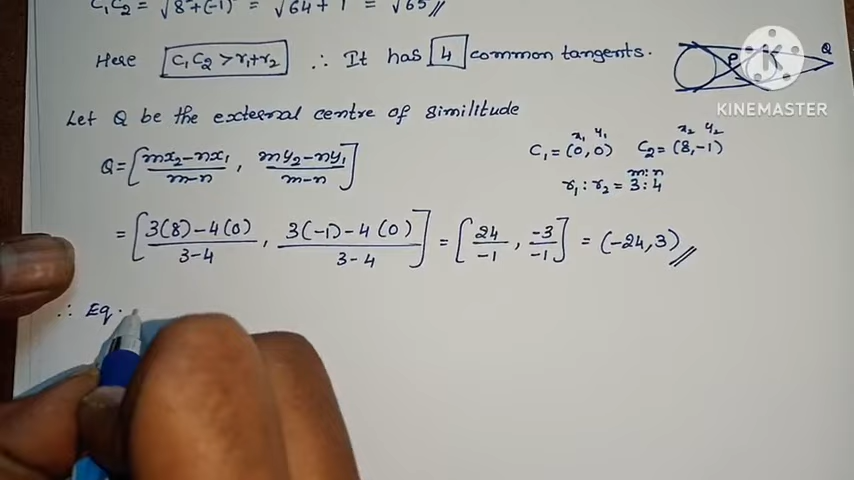 C₁C₂ = √8²+(-1)² = √64+1 = √65 //
Here C₁C₂ > r₁+r₂ ∴ It has 4 common tangents.
P Q
K
KINEMASTER
Let Q be the external centre of similitude
Q = [mx₂-nx₁/m-n , my₂-ny₁/m-n]
x₁ y₁ x₂ y₂
C₁ = (0,0) C₂ = (8,-1)
m:n
r₁:r₂ = 3:4
= [3(8)-4(0)/3-4 , 3(-1)-4(0)/3-4] = [24/-1 , -3/-1] = (-24,3) //
∴ Eq.